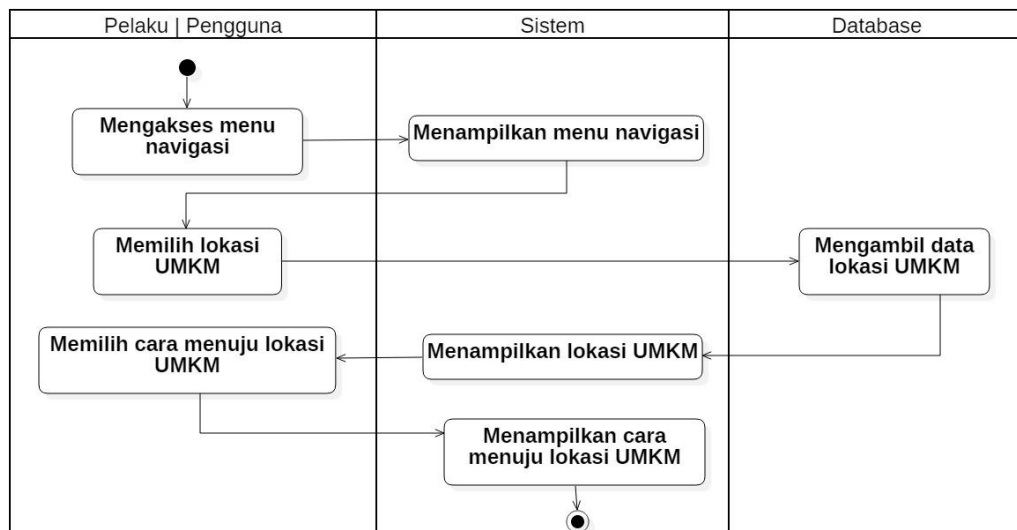 Pelaku | Pengguna
Sistem
Database
Mengakses menu
navigasi
Menampilkan menu navigasi
Memilih lokasi
UMKM
Mengambil data
lokasi UMKM
Memilih cara menuju lokasi
UMKM
Menampilkan lokasi UMKM
Menampilkan cara
menuju lokasi UMKM